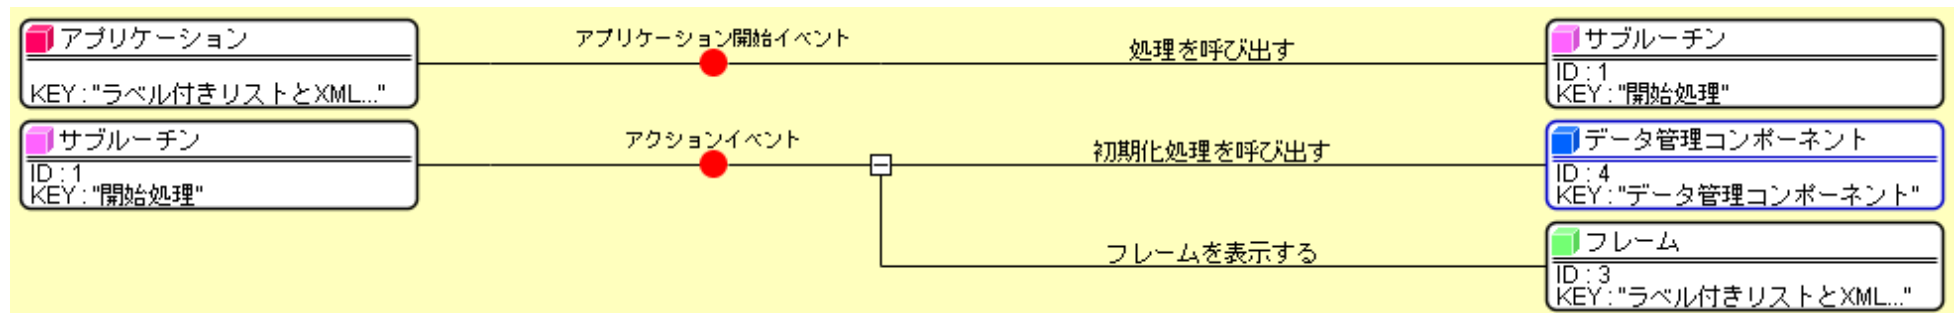 アプリケーション
KEY : "ラベル付きリストとXML..."
アプリケーション開始イベント
処理を呼び出す
サブルーチン
ID : 1
KEY : "開始処理"
サブルーチン
ID : 1
KEY : "開始処理"
アクションイベント
初期化処理を呼び出す
データ管理コンポーネント
ID : 4
KEY : "データ管理コンポーネント"
フレームを表示する
フレーム
ID : 3
KEY : "ラベル付きリストとXML..."